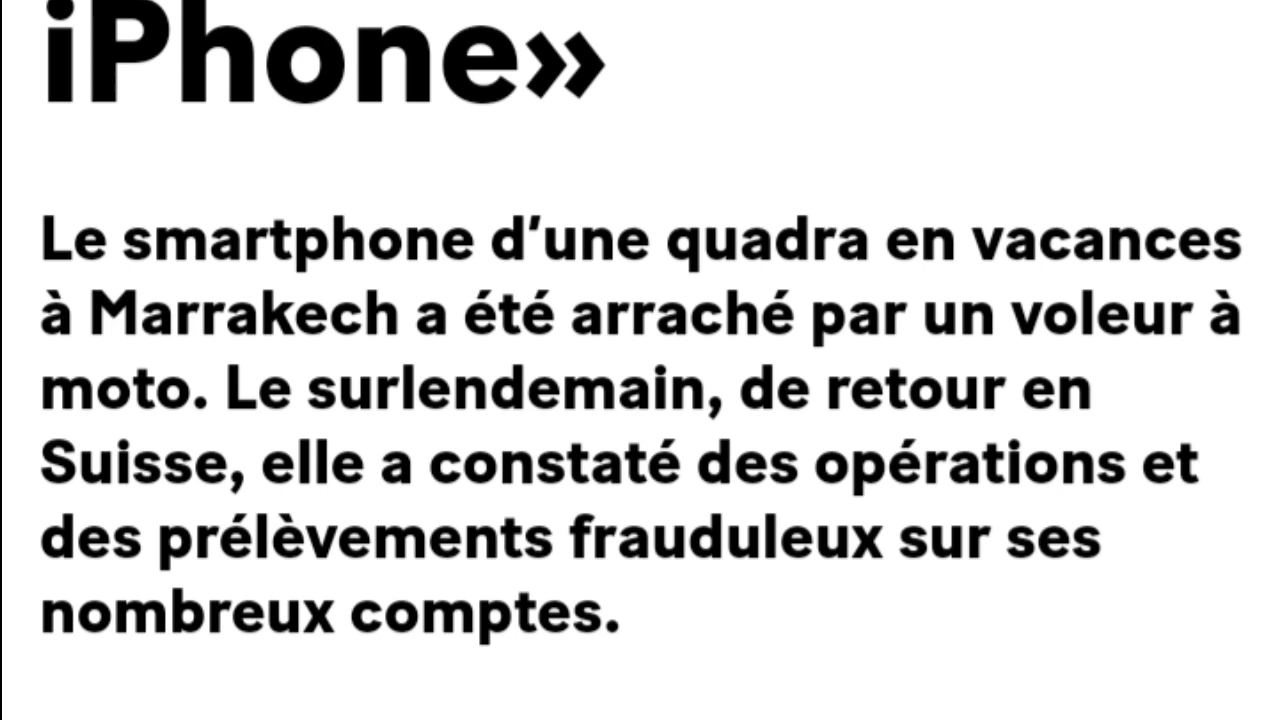 iPhone»
Le smartphone d’une quadra en vacances
à Marrakech a été arraché par un voleur à
moto. Le surlendemain, de retour en
Suisse, elle a constaté des opérations et
des prélèvements frauduleux sur ses
nombreux comptes.